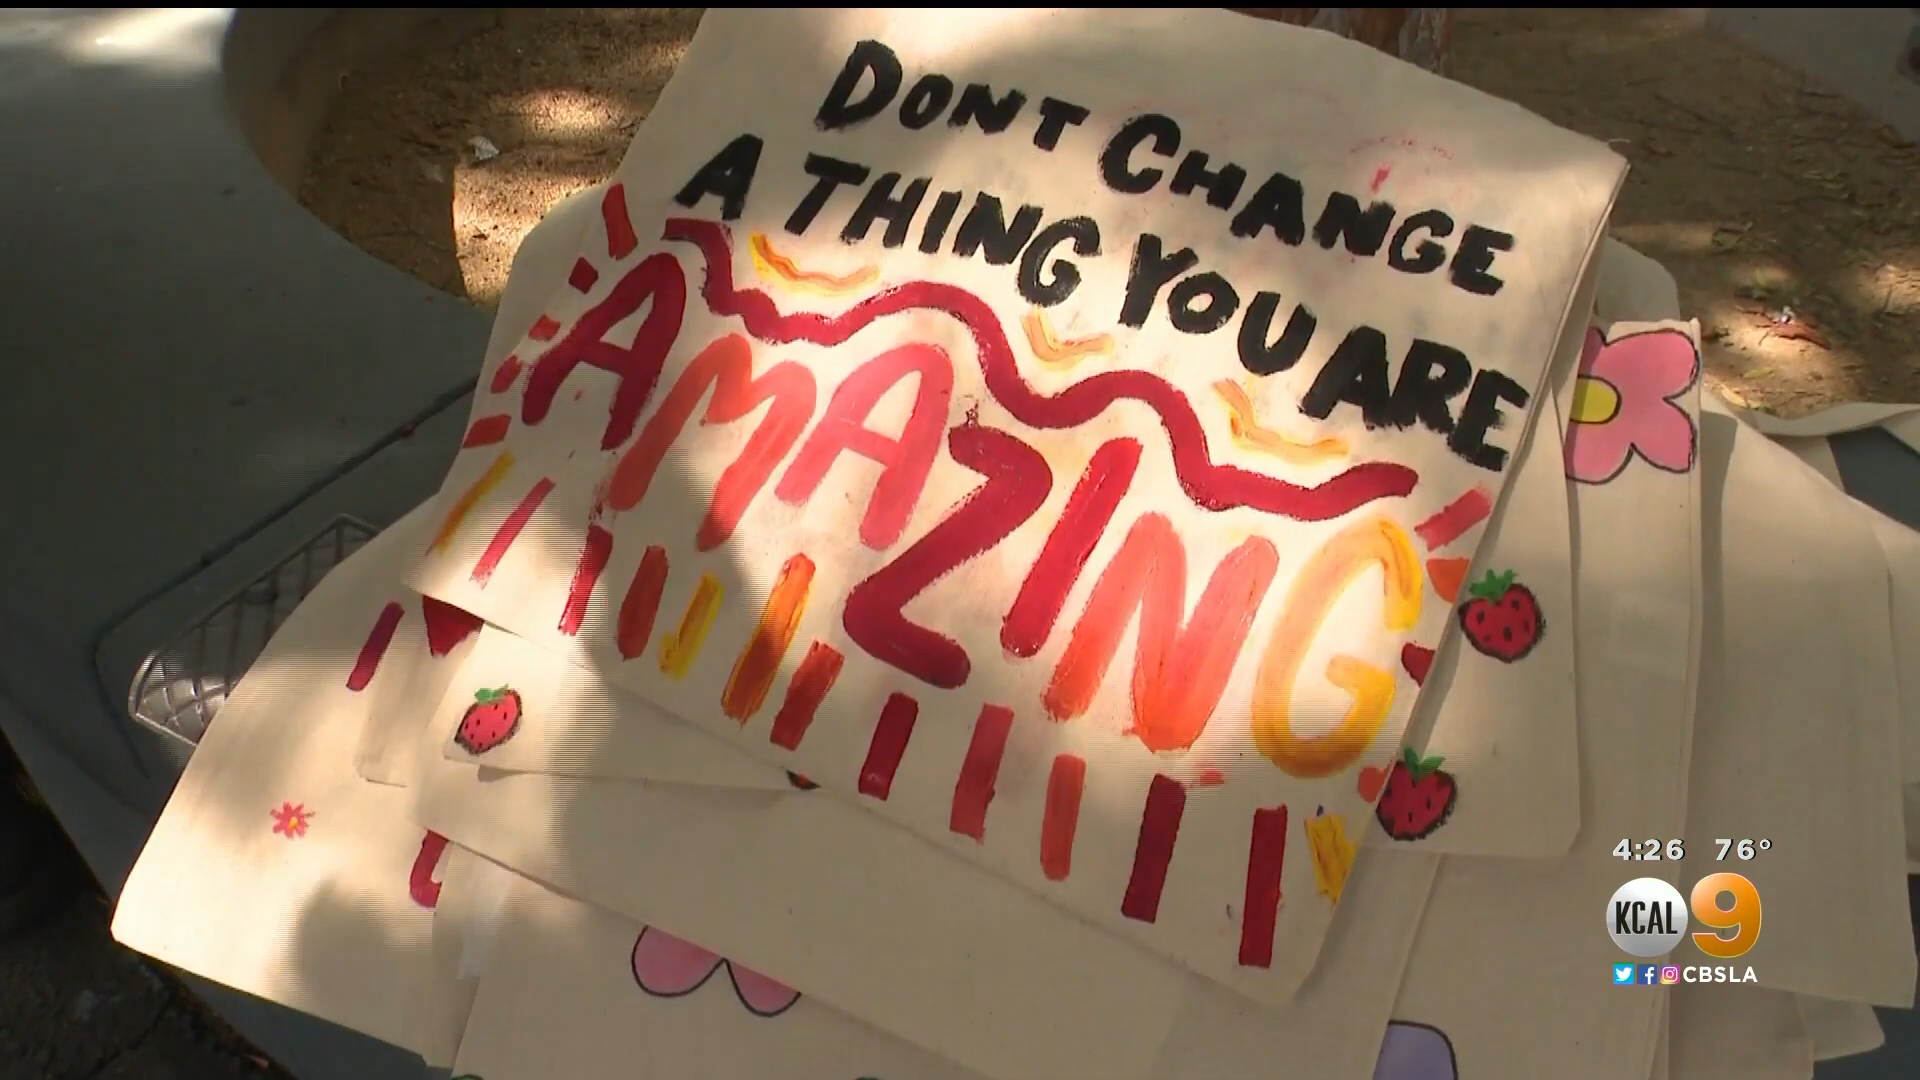 DONT CHANGE
A THING YOU ARE
AMAZING
4:26 76°
KCAL 9
CBSLA